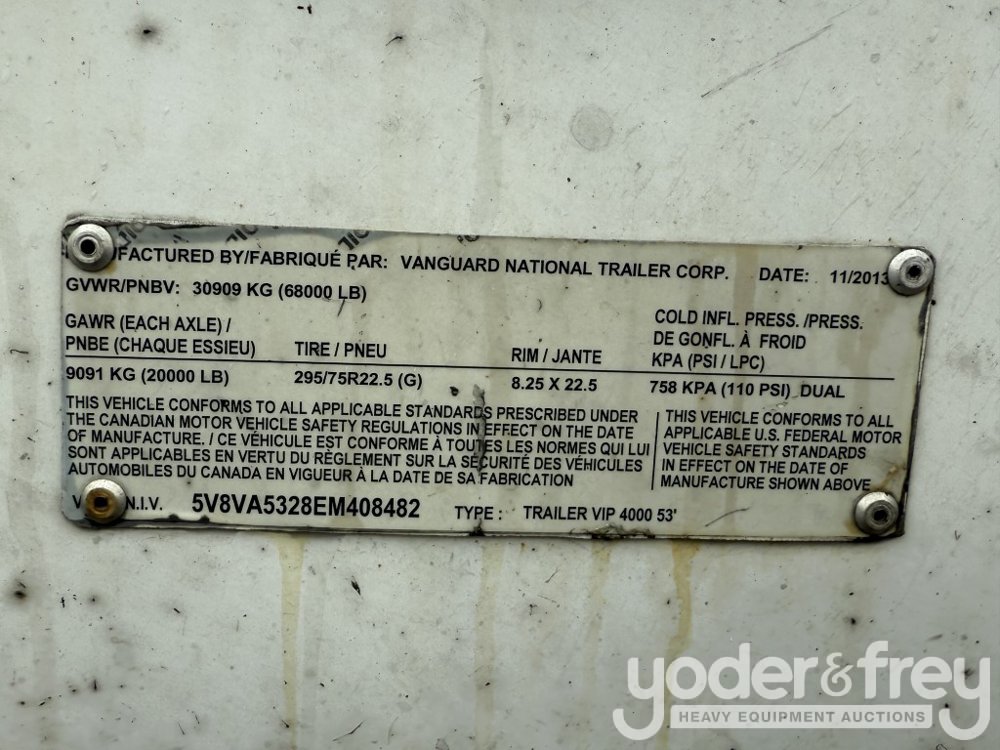 MANUFACTURED BY/FABRIQUÉ PAR: VANGUARD NATIONAL TRAILER CORP. DATE: 11/2013
GVWR/PNBV: 30909 KG (68000 LB)
GAWR (EACH AXLE) /
PNBE (CHAQUE ESSIEU) TIRE / PNEU RIM / JANTE
COLD INFL. PRESS. /PRESS.
DE GONFL. À FROID
KPA (PSI / LPC)
9091 KG (20000 LB) 295/75R22.5 (G) 8.25 X 22.5 758 KPA (110 PSI) DUAL
THIS VEHICLE CONFORMS TO ALL APPLICABLE STANDARDS PRESCRIBED UNDER
THE CANADIAN MOTOR VEHICLE SAFETY REGULATIONS IN EFFECT ON THE DATE
OF MANUFACTURE. / CE VÉHICULE EST CONFORME À TOUTES LES NORMES QUI LUI
SONT APPLICABLES EN VERTU DU RÈGLEMENT SUR LA SÉCURITÉ DES VÉHICULES
AUTOMOBILES DU CANADA EN VIGUEUR À LA DATE DE SA FABRICATION
THIS VEHICLE CONFORMS TO ALL
APPLICABLE U.S. FEDERAL MOTOR
VEHICLE SAFETY STANDARDS
IN EFFECT ON THE DATE OF
MANUFACTURE SHOWN ABOVE
N.I.V. 5V8VA5328EM408482 TYPE : TRAILER VIP 4000 53'
yoder&frey
HEAVY EQUIPMENT AUCTIONS